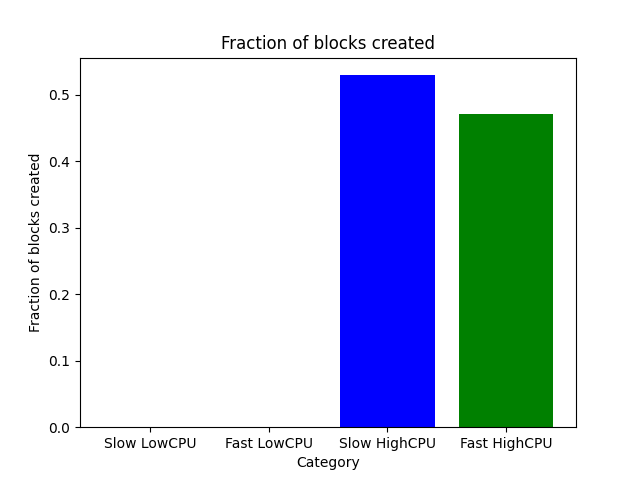 Fraction of blocks created
Fraction of blocks created
0.5
0.4
0.3
0.2
0.1
0.0
Slow LowCPU
Fast LowCPU
Slow HighCPU
Fast HighCPU
Category